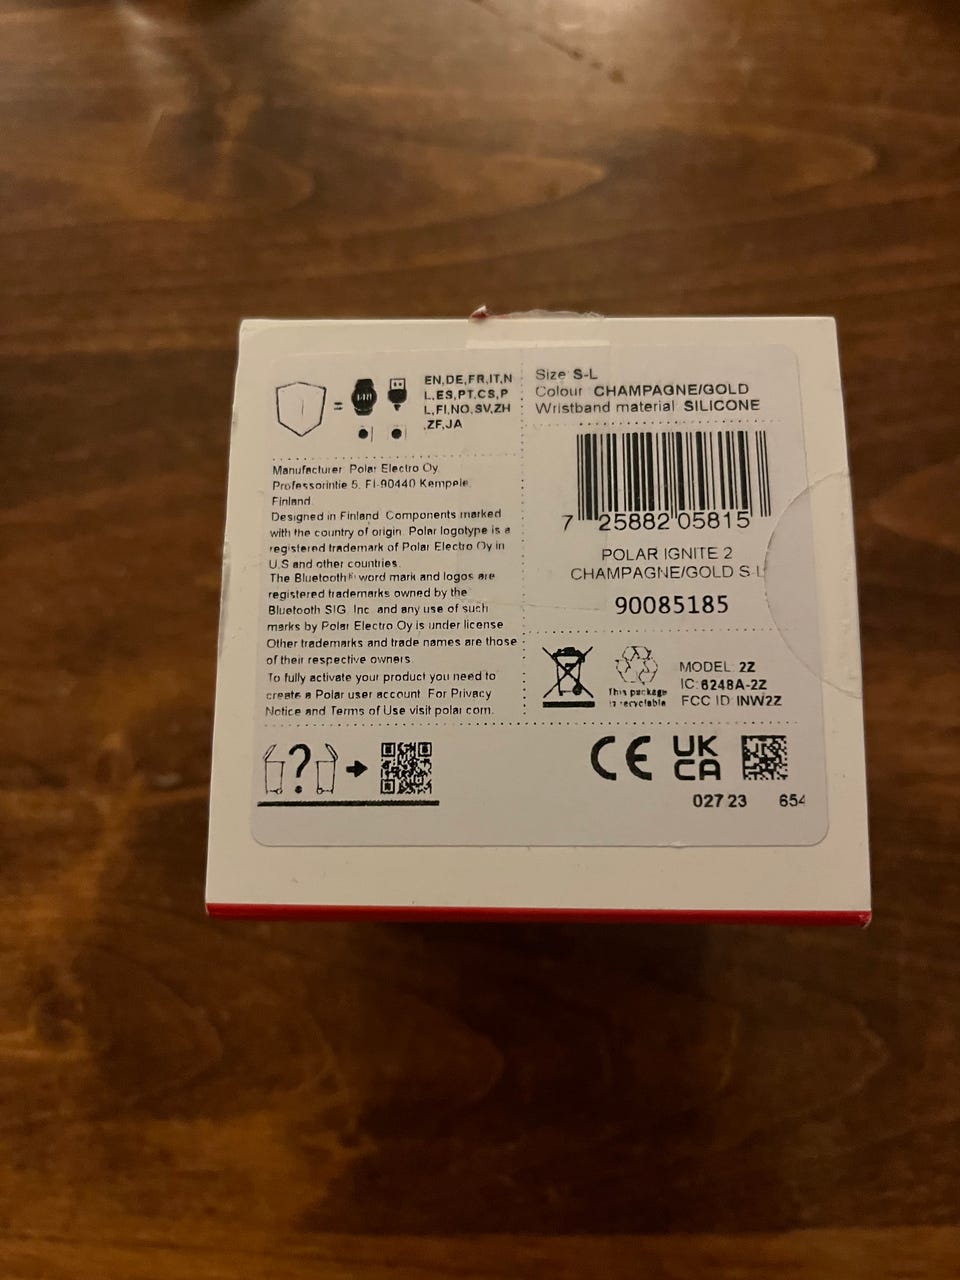 EN,DE,FR,IT,N
L,ES,PT,CS,P
L,FI,NO,SV,ZH
,ZF,JA
Manufacturer Polar Electro Oy
Professorintie 5, FI-90440 Kempele,
Finland
Designed in Finland. Components marked
with the country of origin. Polar logotype is a
registered trademark of Polar Electro Oy in
U.S and other countries.
The Bluetooth® word mark and logos are
registered trademarks owned by the
Bluetooth SIG, Inc. and any use of such
marks by Polar Electro Oy is under license.
Other trademarks and trade names are those
of their respective owners.
To fully activate your product you need to
create a Polar user account. For Privacy
Notice and Terms of Use visit polar.com.
Size S-L
Colour CHAMPAGNE/GOLD
Wristband material SILICONE
7 25882 05815
POLAR IGNITE 2
CHAMPAGNE/GOLD S-L
90085185
This package
is recyclable
MODEL: 2Z
IC: 6248A-2Z
FCC ID: INW2Z
?
CE UK
CA
02723 654